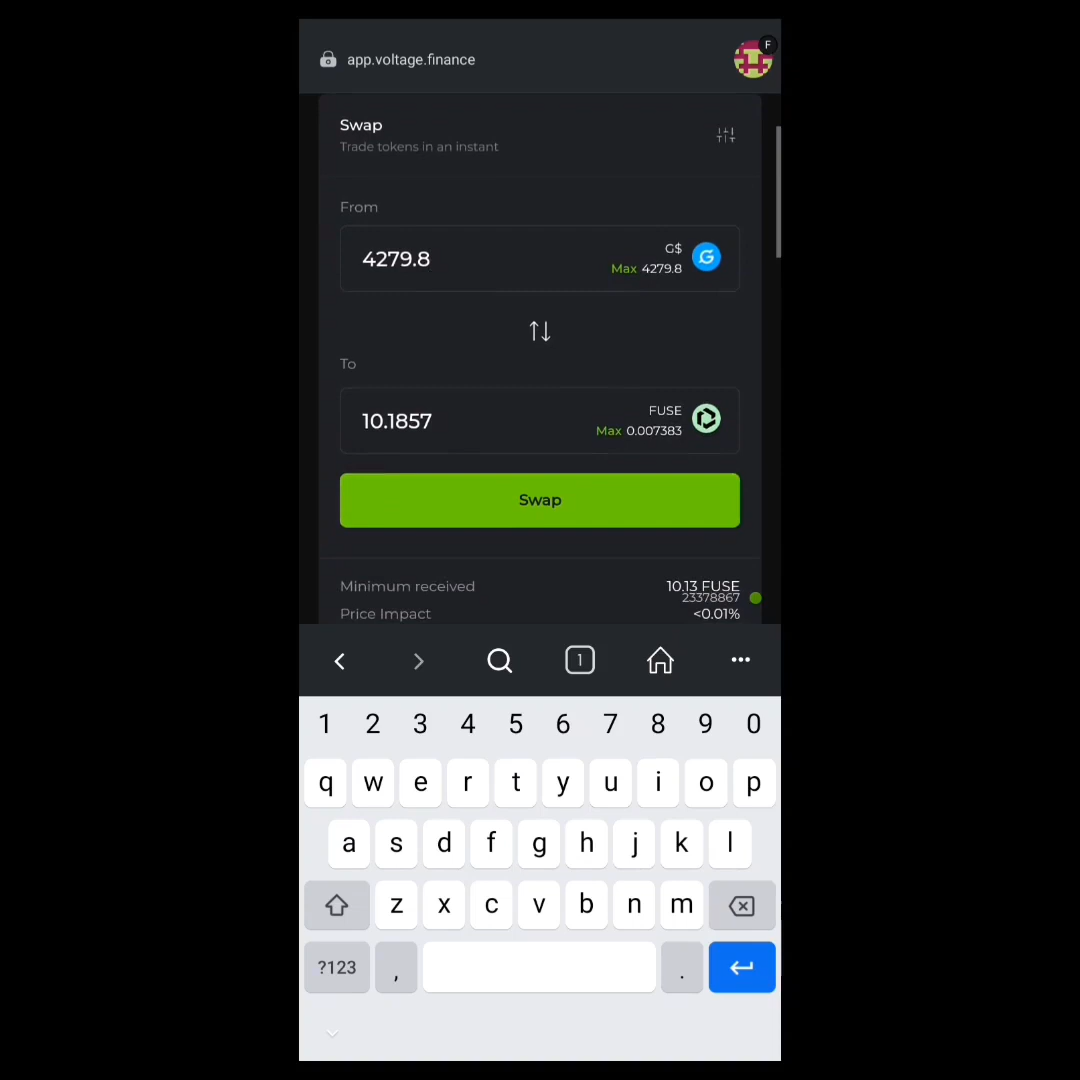 app.voltage.finance
F
Swap
Trade tokens in an instant
From
4279.8
G$
Max 4279.8
To
10.1857
FUSE
Max 0.007383
Swap
Minimum received 10.13 FUSE
23378867
Price Impact <0.01%
1
1 2 3 4 5 6 7 8 9 0
q w e r t y u i o p
a s d f g h j k l
z x c v b n m
?123 , .